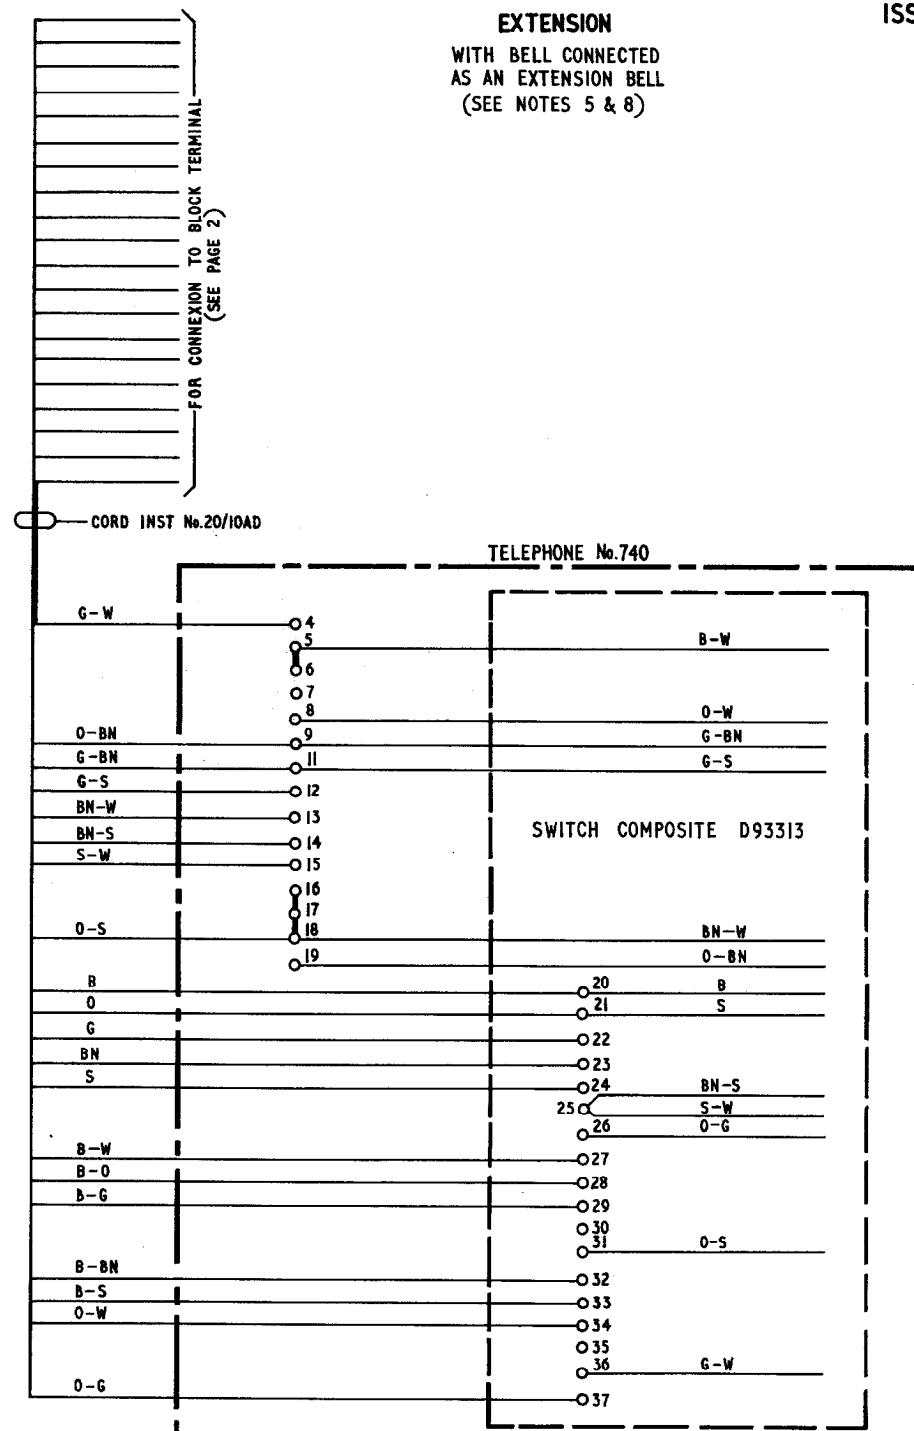 EXTENSION
WITH BELL CONNECTED
AS AN EXTENSION BELL
(SEE NOTES 5 & 8)
ISS
FOR CONNEXION TO BLOCK TERMINAL
(SEE PAGE 2)
CORD INST No.20/10AD
TELEPHONE No.740
G-W 4
5 B-W
6
7
8 O-W
O-BN 9 G-BN
G-BN 11 G-S
G-S 12
BN-W 13
SWITCH COMPOSITE D93313
BN-S 14
S-W 15
16
17
O-S 18 BN-W
19 O-BN
B 20 B
O 21 S
G 22
BN 23
S 24 BN-S
25 S-W
26 O-G
B-W 27
B-O 28
B-G 29
30
31 O-S
B-BN 32
B-S 33
O-W 34
35
36 G-W
O-G 37